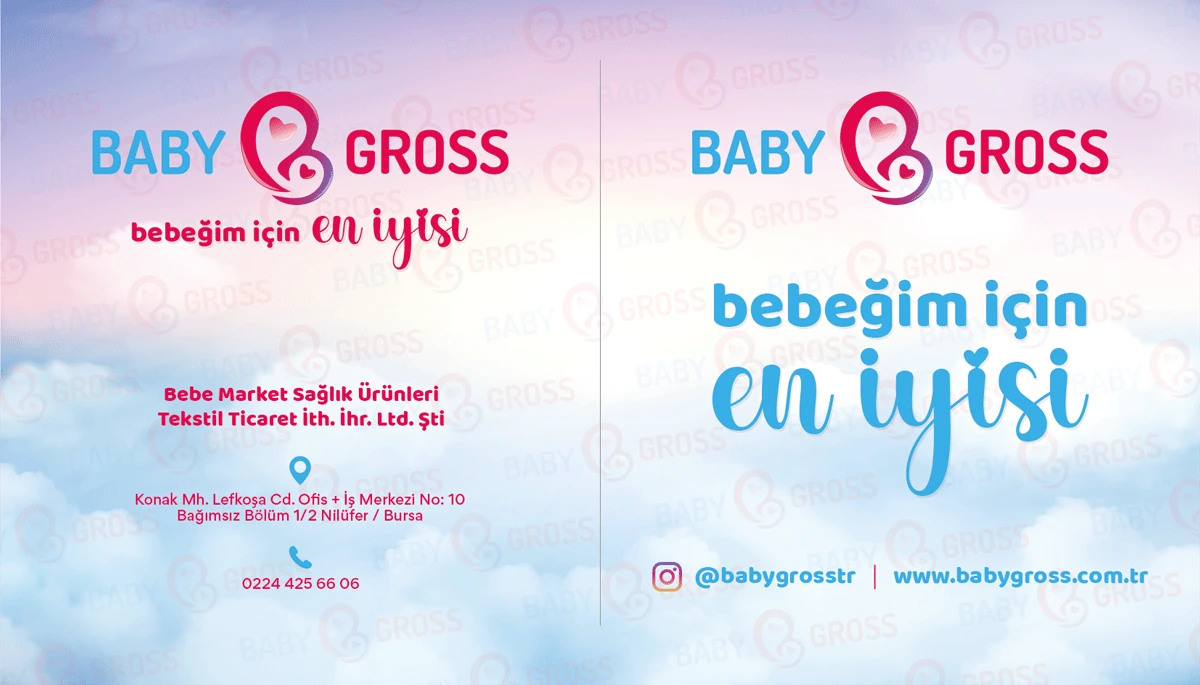 BABY GROSS
bebeğim için en iyisi
Bebe Market Sağlık Ürünleri
Tekstil Ticaret İth. İhr. Ltd. Şti
Konak Mh. Lefkoşa Cd. Ofis + İş Merkezi No: 10
Bağımsız Bölüm 1/2 Nilüfer / Bursa
0224 425 66 06
BABY GROSS
bebeğim için
en iyisi
@babygrosstr | www.babygross.com.tr